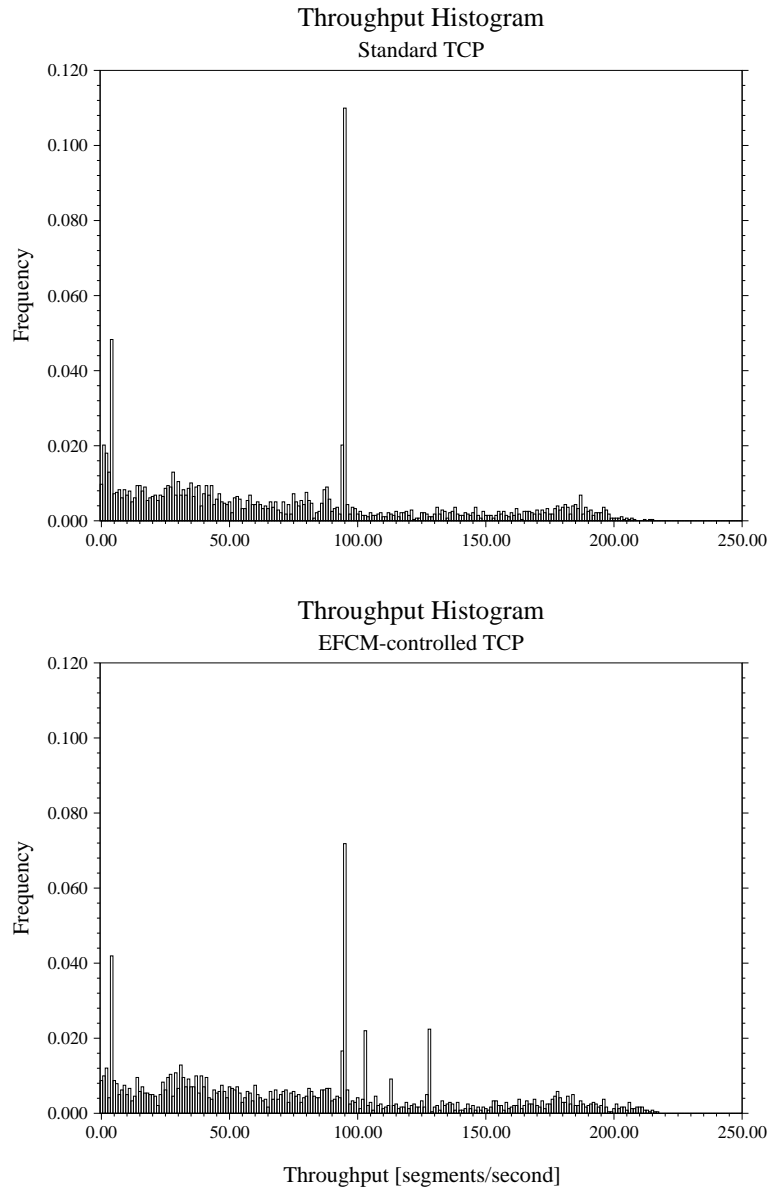 Throughput Histogram
Standard TCP
Frequency
0.120
0.100
0.080
0.060
0.040
0.020
0.000
0.00 50.00 100.00 150.00 200.00 250.00
Throughput Histogram
EFCM-controlled TCP
Frequency
0.120
0.100
0.080
0.060
0.040
0.020
0.000
0.00 50.00 100.00 150.00 200.00 250.00
Throughput [segments/second]